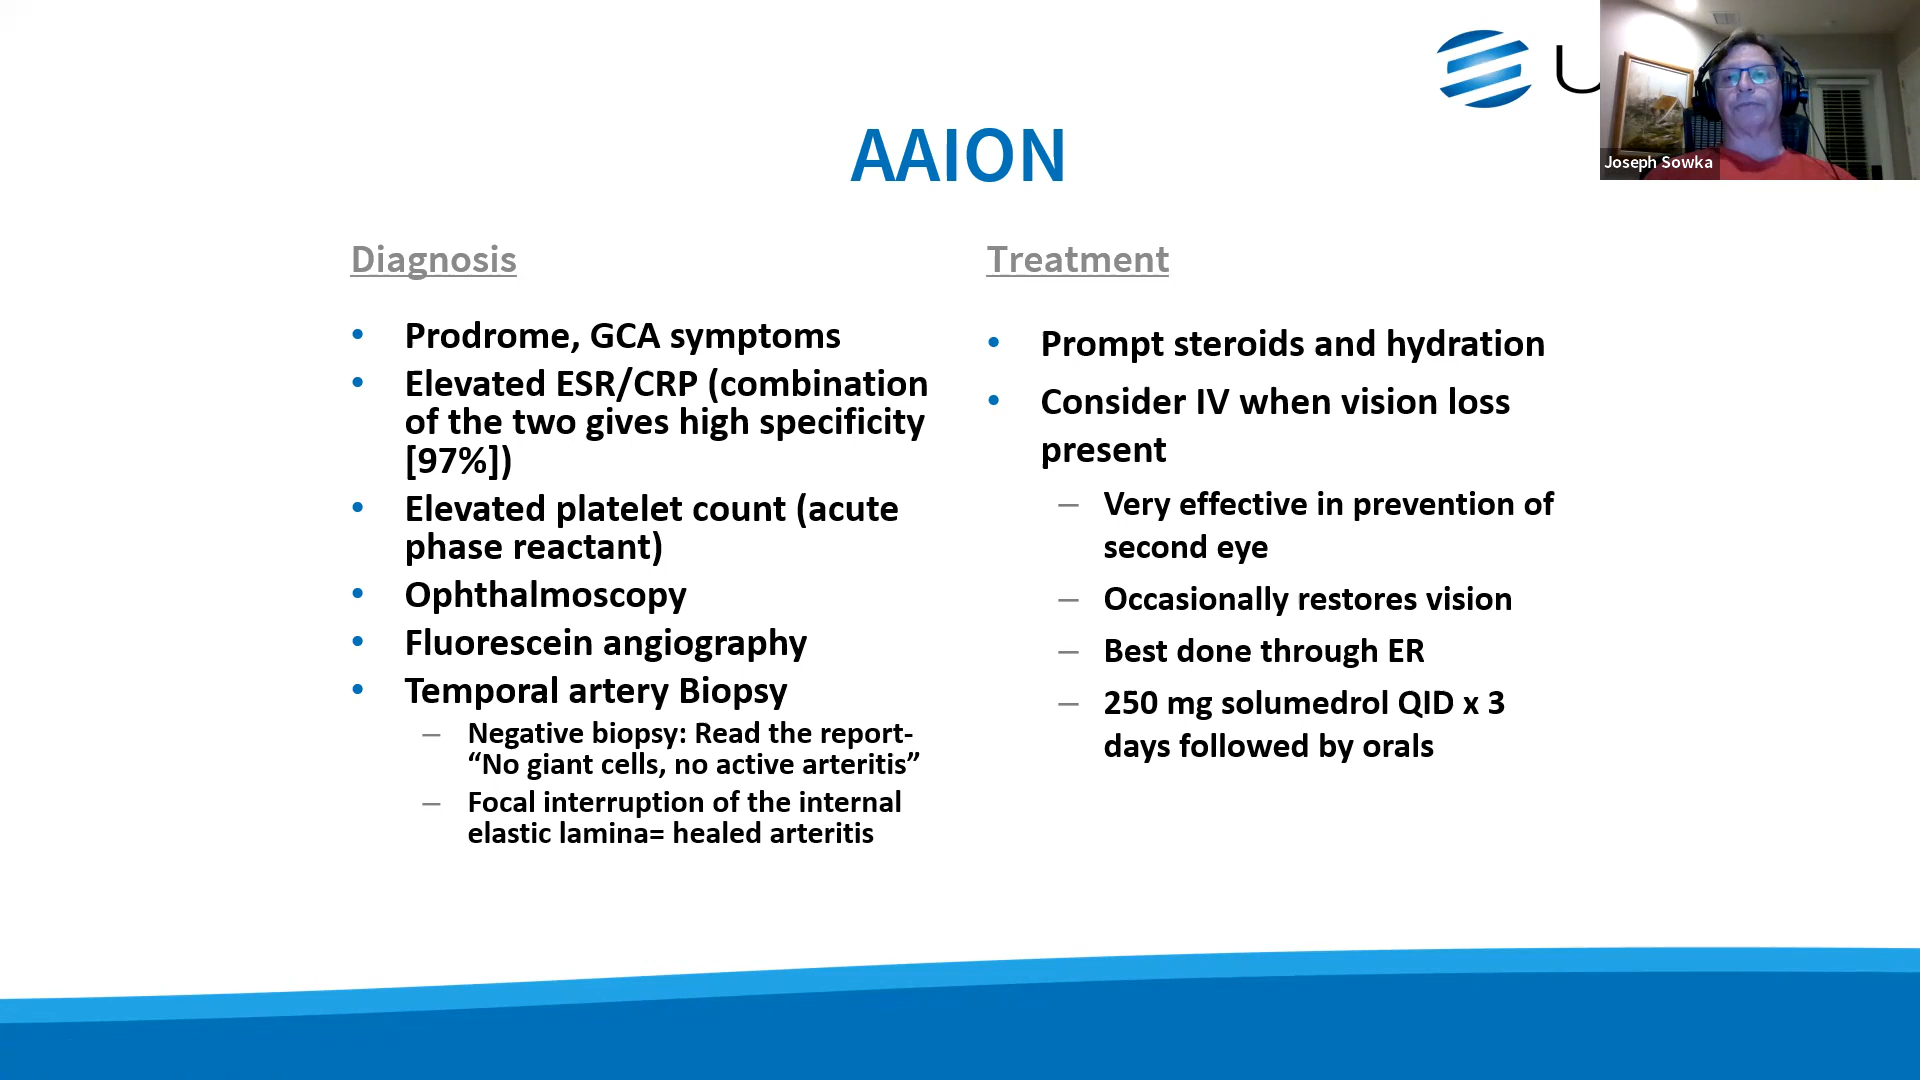 U
Joseph Sowka
AAION
Diagnosis
• Prodrome, GCA symptoms
• Elevated ESR/CRP (combination
of the two gives high specificity
[97%])
• Elevated platelet count (acute
phase reactant)
• Ophthalmoscopy
• Fluorescein angiography
• Temporal artery Biopsy
– Negative biopsy: Read the report-
“No giant cells, no active arteritis”
– Focal interruption of the internal
elastic lamina= healed arteritis
Treatment
• Prompt steroids and hydration
• Consider IV when vision loss
present
– Very effective in prevention of
second eye
– Occasionally restores vision
– Best done through ER
– 250 mg solumedrol QID x 3
days followed by orals